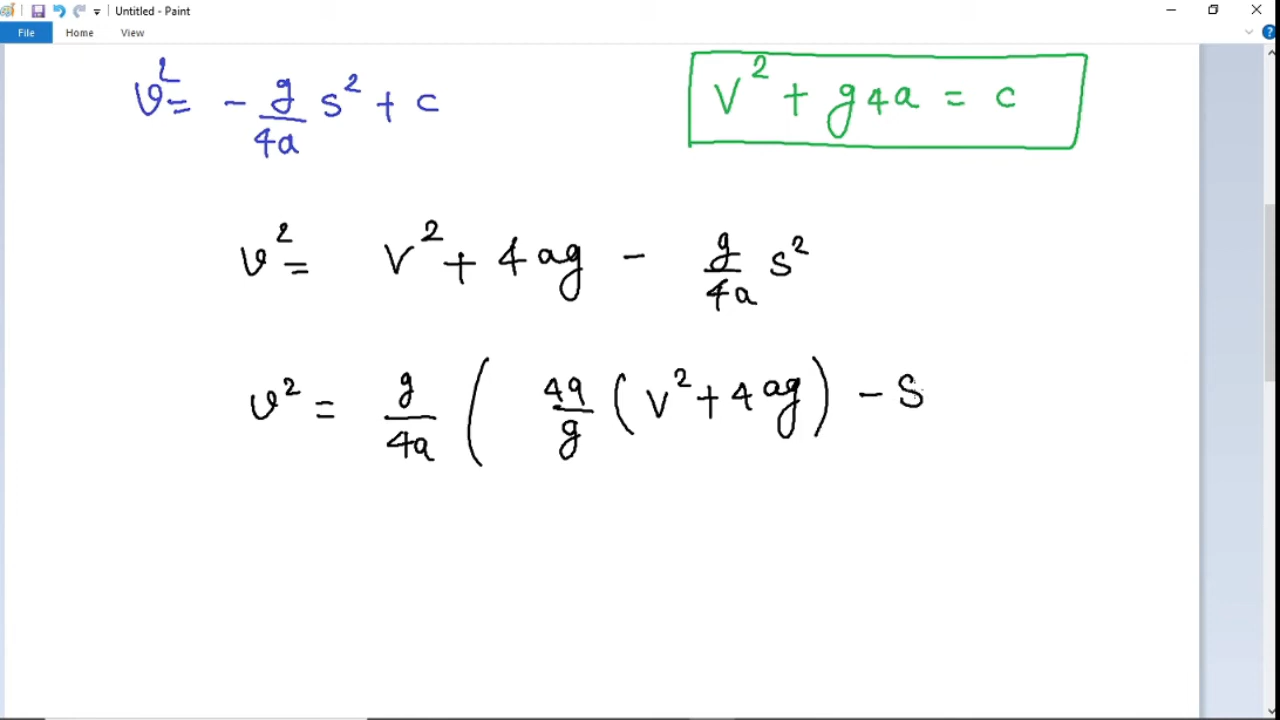 Untitled - Paint
File Home View
v² = - g/4a s² + c
V² + g4a = c
v² = V² + 4ag - g/4a s²
v² = g/4a ( 4a/g ( V² + 4ag ) - S